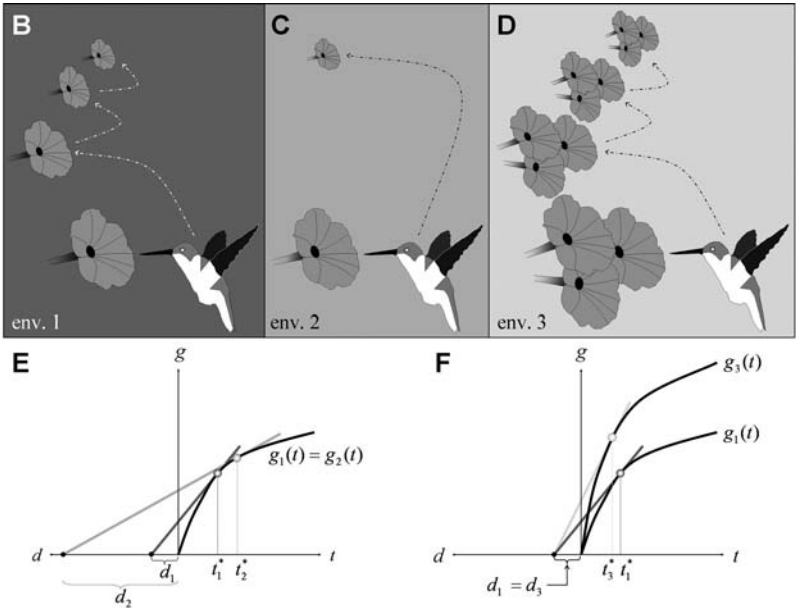 B
C
D
env. 1
env. 2
env. 3
E
g
g₁(t) = g₂(t)
d
d₁
t₁*
t₂*
t
d₂
F
g
g₃(t)
g₁(t)
d
t₃*
t₁*
t
d₁ = d₃